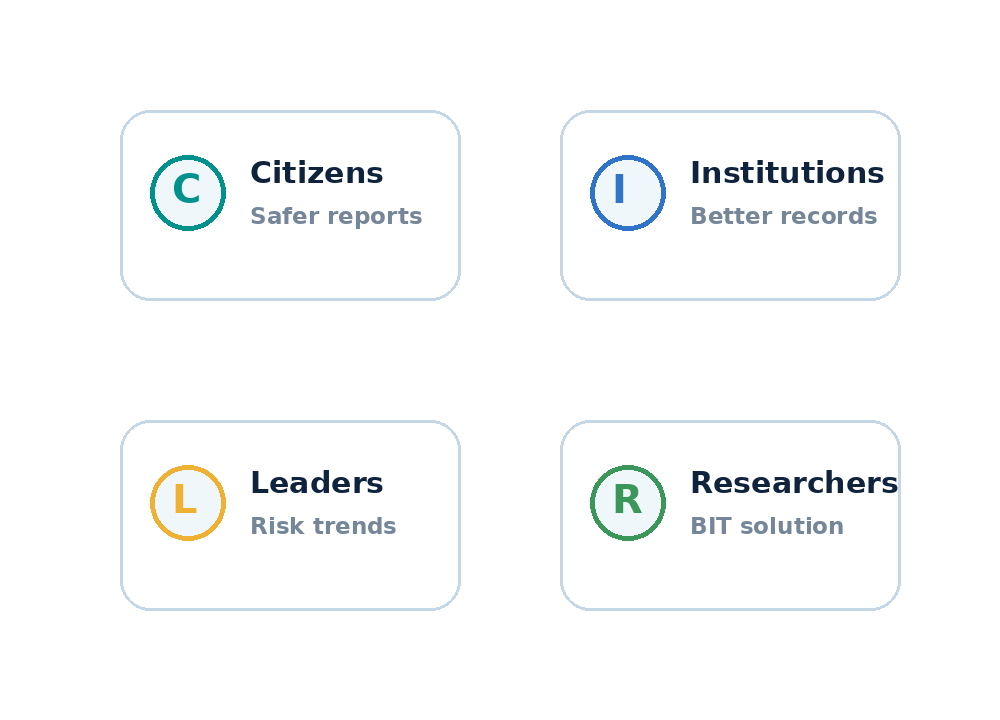 C
Citizens
Safer reports
I
Institutions
Better records
L
Leaders
Risk trends
R
Researchers
BIT solution